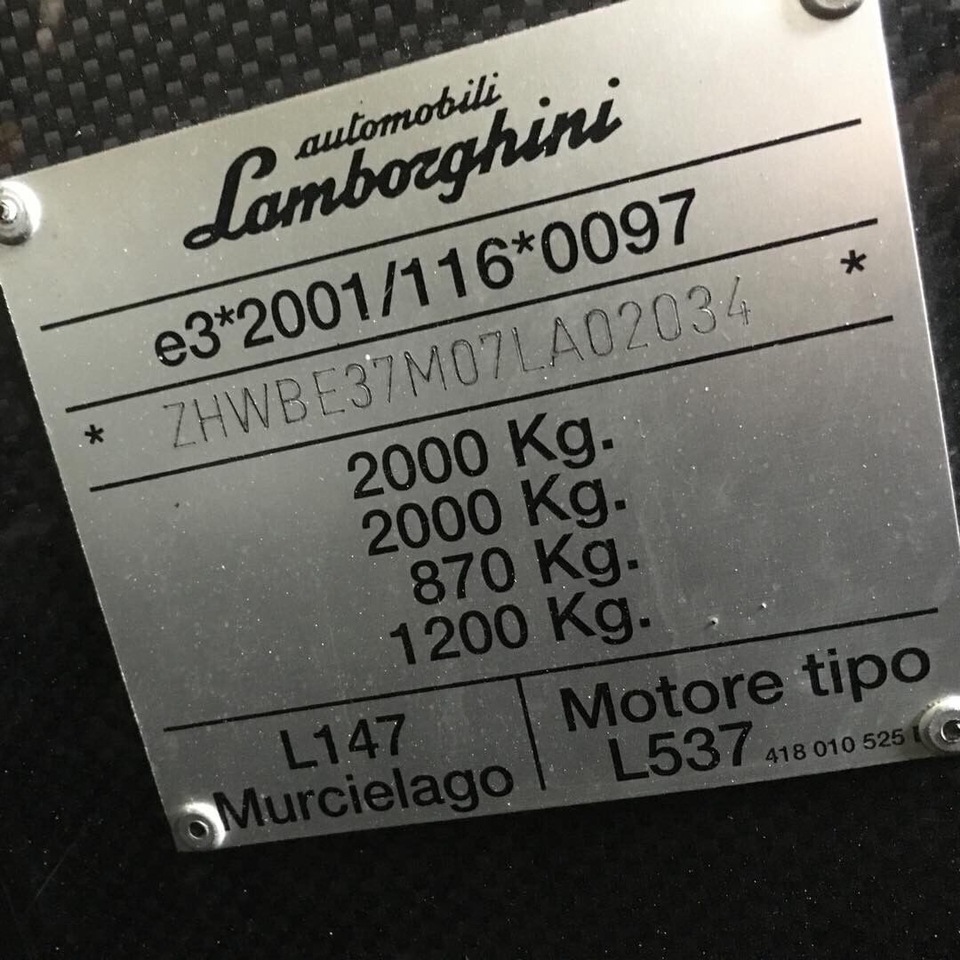 automobili
Lamborghini
e3*2001/116*0097
* ZHWBE37M07LA02034 *
2000 Kg.
2000 Kg.
870 Kg.
1200 Kg.
L147
Murcielago
Motore tipo
L537 418 010 525